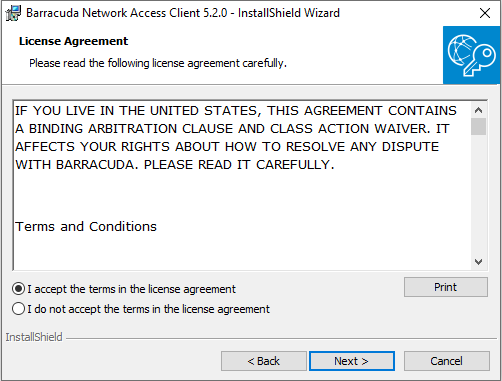 Barracuda Network Access Client 5.2.0 - InstallShield Wizard
License Agreement
Please read the following license agreement carefully.
IF YOU LIVE IN THE UNITED STATES, THIS AGREEMENT CONTAINS
A BINDING ARBITRATION CLAUSE AND CLASS ACTION WAIVER. IT
AFFECTS YOUR RIGHTS ABOUT HOW TO RESOLVE ANY DISPUTE
WITH BARRACUDA. PLEASE READ IT CAREFULLY.
Terms and Conditions
I accept the terms in the license agreement
Print
I do not accept the terms in the license agreement
InstallShield
< Back
Next >
Cancel